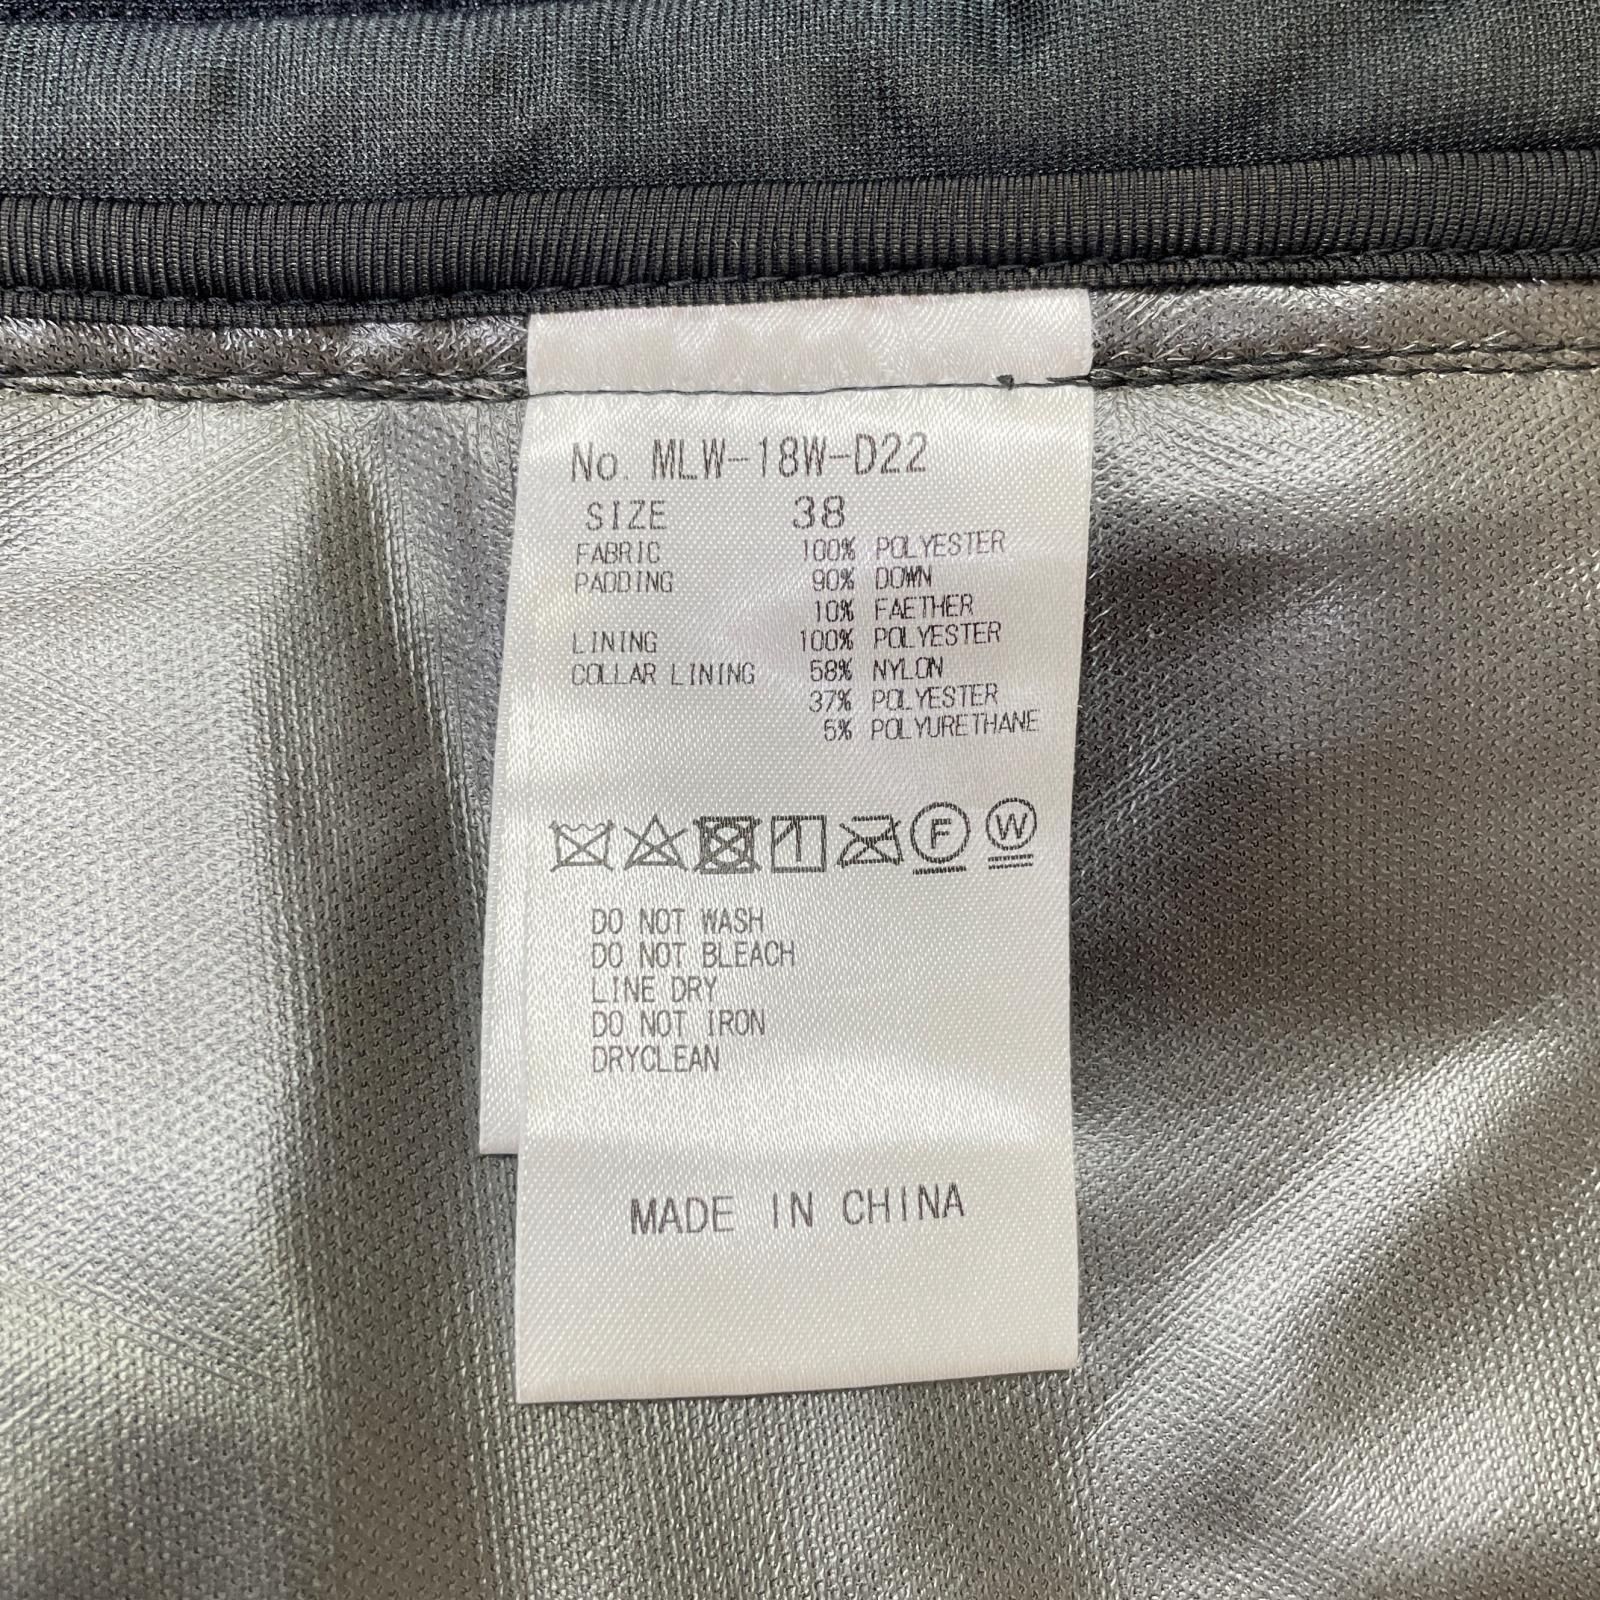 No. MLW-18W-D22
SIZE 38
FABRIC 100% POLYESTER
PADDING 90% DOWN
10% FAETHER
LINING 100% POLYESTER
COLLAR LINING 58% NYLON
37% POLYESTER
5% POLYURETHANE
F W
DO NOT WASH
DO NOT BLEACH
LINE DRY
DO NOT IRON
DRYCLEAN
MADE IN CHINA